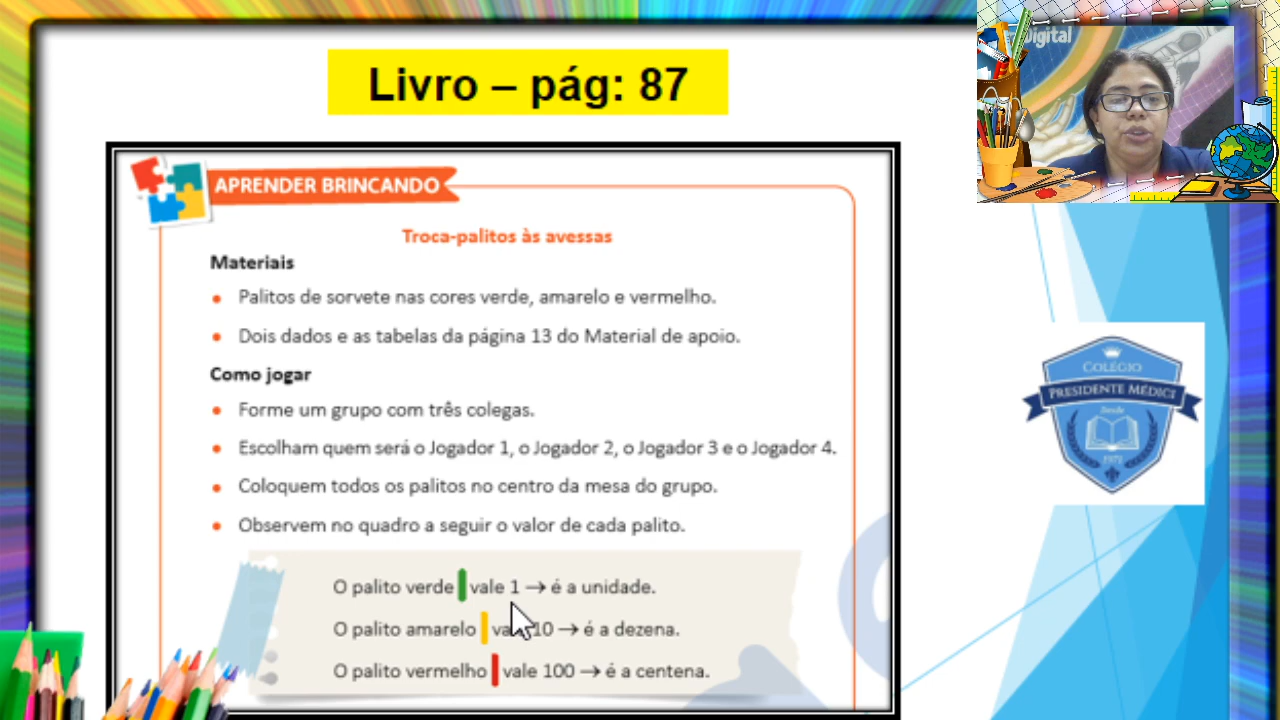 Livro – pág: 87
Digital
APRENDER BRINCANDO
Troca-palitos às avessas
Materiais
• Palitos de sorvete nas cores verde, amarelo e vermelho.
• Dois dados e as tabelas da página 13 do Material de apoio.
Como jogar
• Forme um grupo com três colegas.
• Escolham quem será o Jogador 1, o Jogador 2, o Jogador 3 e o Jogador 4.
• Coloquem todos os palitos no centro da mesa do grupo.
• Observem no quadro a seguir o valor de cada palito.
O palito verde vale 1 → é a unidade.
O palito amarelo 10 → é a dezena.
O palito vermelho vale 100 → é a centena.
COLÉGIO
PRESIDENTE MÉDICI
Desde